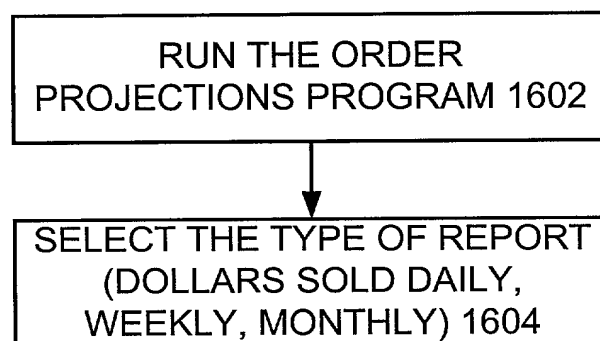 RUN THE ORDER
PROJECTIONS PROGRAM 1602
SELECT THE TYPE OF REPORT
(DOLLARS SOLD DAILY,
WEEKLY, MONTHLY) 1604